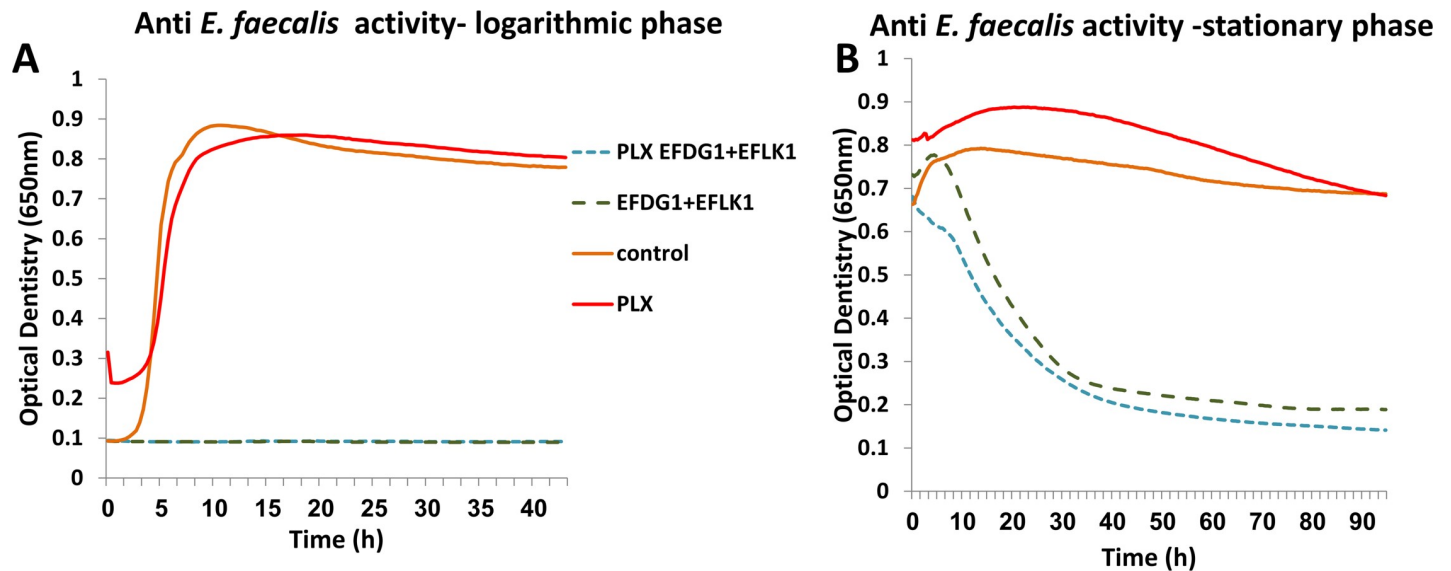 Anti E. faecalis activity- logarithmic phase
A
1
0.9
0.8
0.7
0.6
0.5
0.4
0.3
0.2
0.1
0
Optical Dentistry (650nm)
0 5 10 15 20 25 30 35 40
Time (h)
PLX EFDG1+EFLK1
EFDG1+EFLK1
control
PLX
Anti E. faecalis activity -stationary phase
B
1
0.9
0.8
0.7
0.6
0.5
0.4
0.3
0.2
0.1
0
Optical Dentistry (650nm)
0 10 20 30 40 50 60 70 80 90
Time (h)